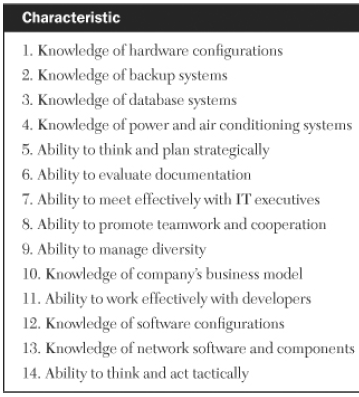 Characteristic
1. Knowledge of hardware configurations
2. Knowledge of backup systems
3. Knowledge of database systems
4. Knowledge of power and air conditioning systems
5. Ability to think and plan strategically
6. Ability to evaluate documentation
7. Ability to meet effectively with IT executives
8. Ability to promote teamwork and cooperation
9. Ability to manage diversity
10. Knowledge of company's business model
11. Ability to work effectively with developers
12. Knowledge of software configurations
13. Knowledge of network software and components
14. Ability to think and act tactically